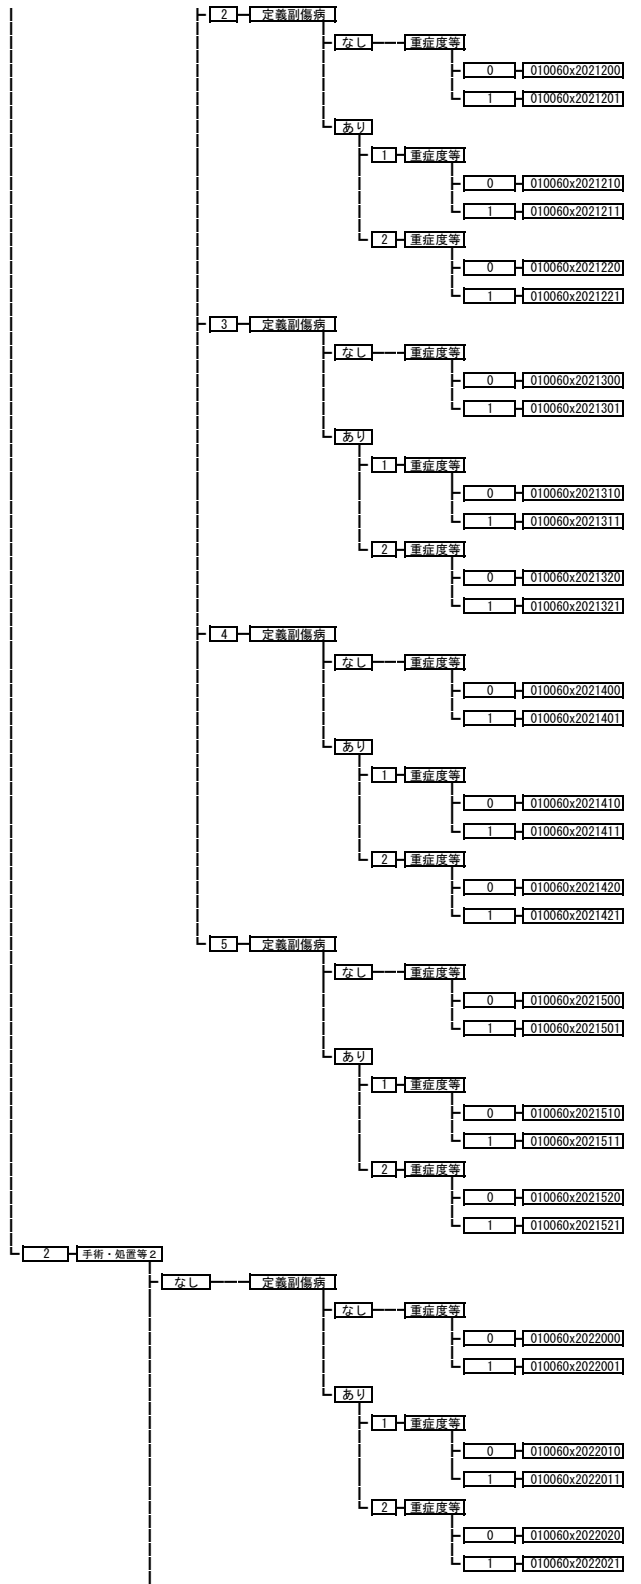 2 定義副傷病
なし 重症度等
0 010060x2021200
1 010060x2021201
あり
1 重症度等
0 010060x2021210
1 010060x2021211
2 重症度等
0 010060x2021220
1 010060x2021221
3 定義副傷病
なし 重症度等
0 010060x2021300
1 010060x2021301
あり
1 重症度等
0 010060x2021310
1 010060x2021311
2 重症度等
0 010060x2021320
1 010060x2021321
4 定義副傷病
なし 重症度等
0 010060x2021400
1 010060x2021401
あり
1 重症度等
0 010060x2021410
1 010060x2021411
2 重症度等
0 010060x2021420
1 010060x2021421
5 定義副傷病
なし 重症度等
0 010060x2021500
1 010060x2021501
あり
1 重症度等
0 010060x2021510
1 010060x2021511
2 重症度等
0 010060x2021520
1 010060x2021521
2 手術・処置等2
なし 定義副傷病
なし 重症度等
0 010060x2022000
1 010060x2022001
あり
1 重症度等
0 010060x2022010
1 010060x2022011
2 重症度等
0 010060x2022020
1 010060x2022021